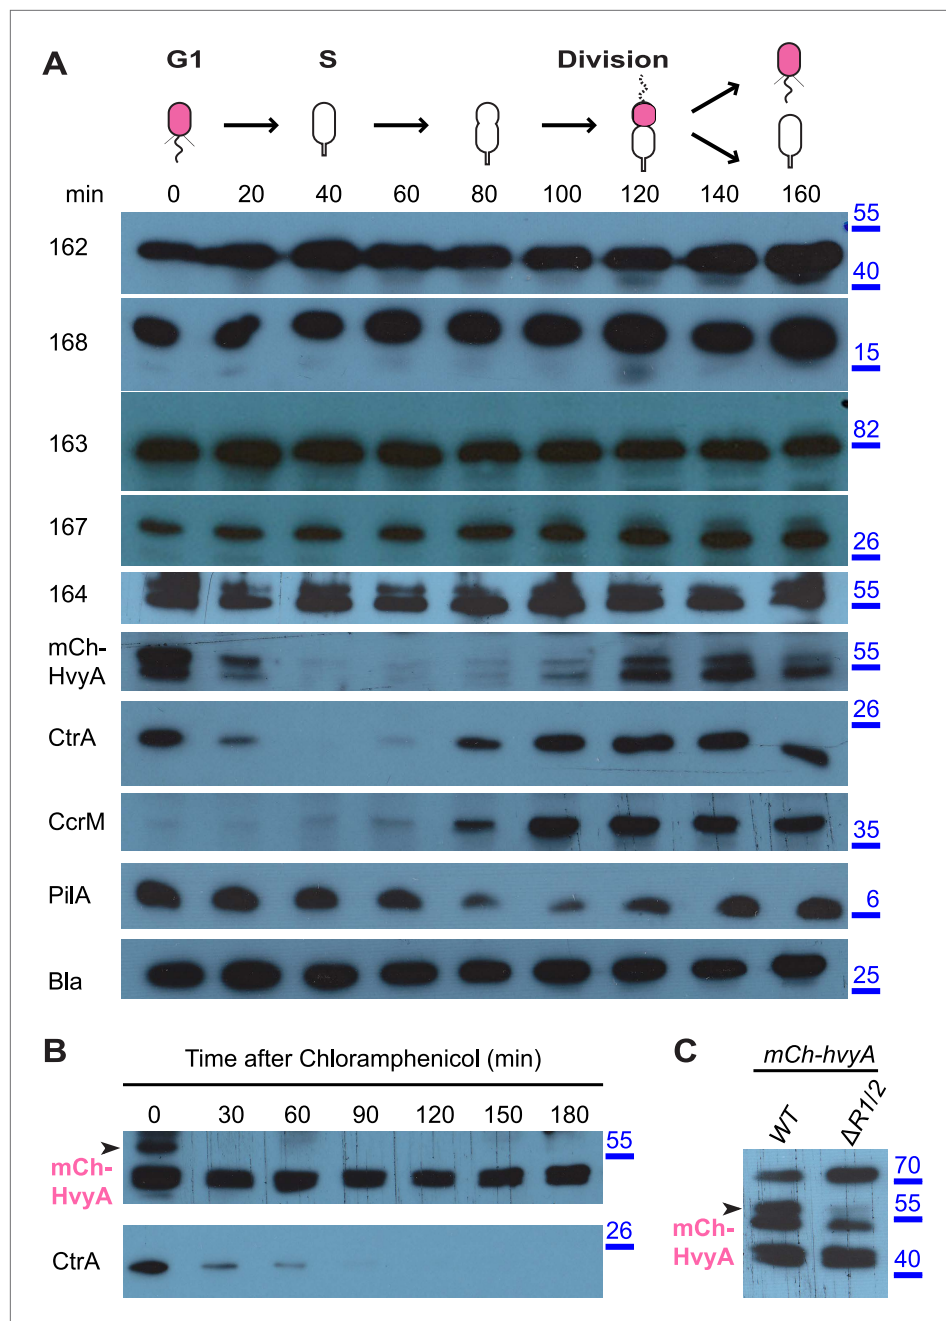 A
G1 S Division
min 0 20 40 60 80 100 120 140 160
162 55 40
168 15
163 82
167 26
164 55
mCh-
HvyA 55
CtrA 26
CcrM 35
PilA 6
Bla 25
B
Time after Chloramphenicol (min)
0 30 60 90 120 150 180
mCh-
HvyA
55
CtrA 26
C
mCh-hvyA
WT ΔR1/2
mCh-
HvyA
70
55
40